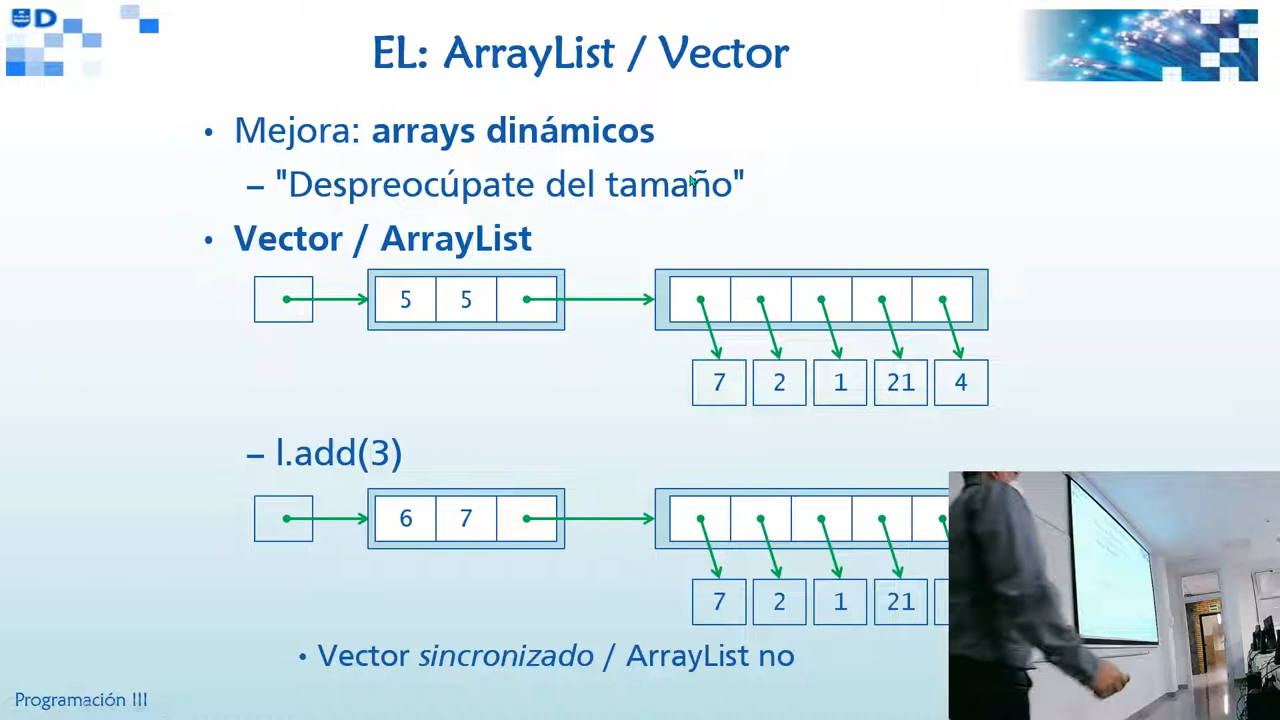 D
EL: ArrayList / Vector
• Mejora: arrays dinámicos
– "Despreocúpate del tamaño"
• Vector / ArrayList
5 5
7 2 1 21 4
– l.add(3)
6 7
7 2 1 21
• Vector sincronizado / ArrayList no
Programación III